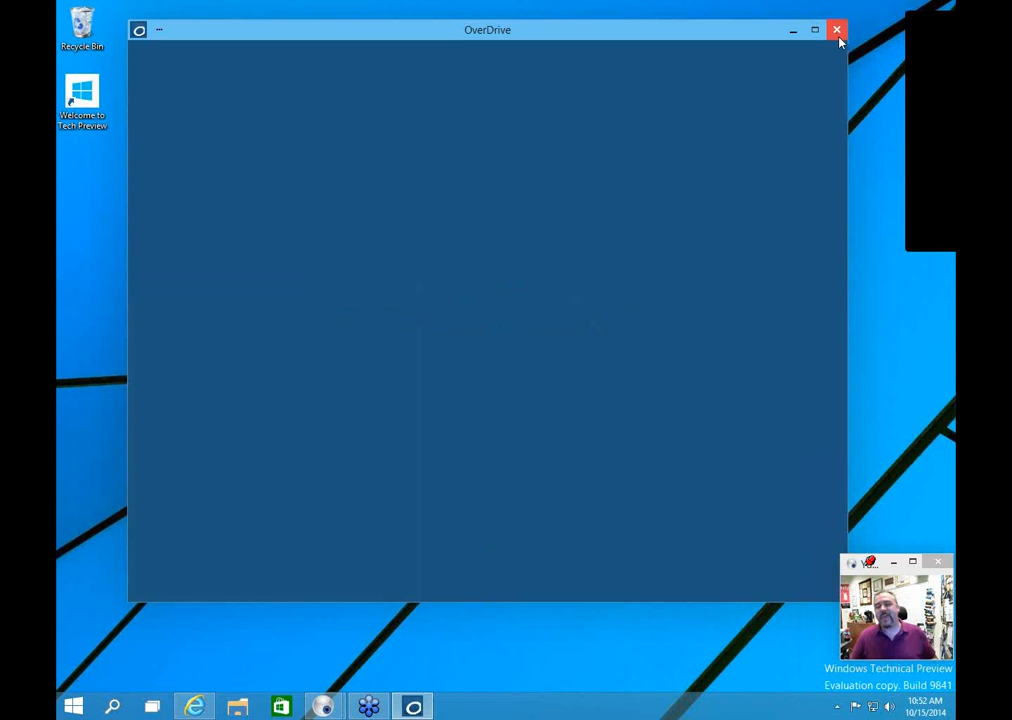 OverDrive
Recycle Bin
Welcome to
Tech Preview
Windows Technical Preview
Evaluation copy. Build 9841
10:52 AM
10/15/2014